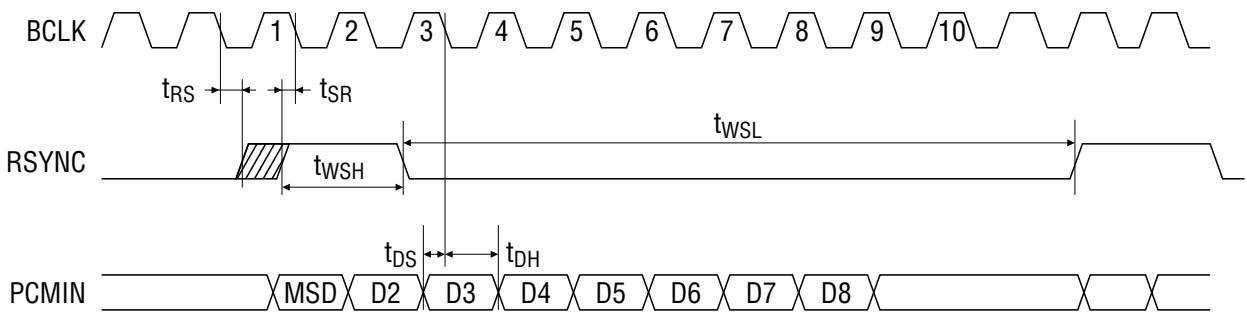 BCLK 1 2 3 4 5 6 7 8 9 10
tRS tSR
RSYNC tWSH tWSL
tDS tDH
PCMIN MSD D2 D3 D4 D5 D6 D7 D8